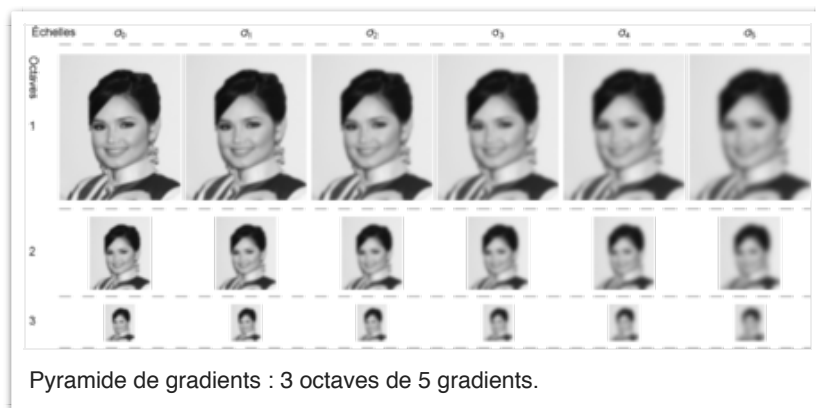 Échelles σ₀ σ₁ σ₂ σ₃ σ₄ σ₅
Octaves
1
2
3
Pyramide de gradients : 3 octaves de 5 gradients.